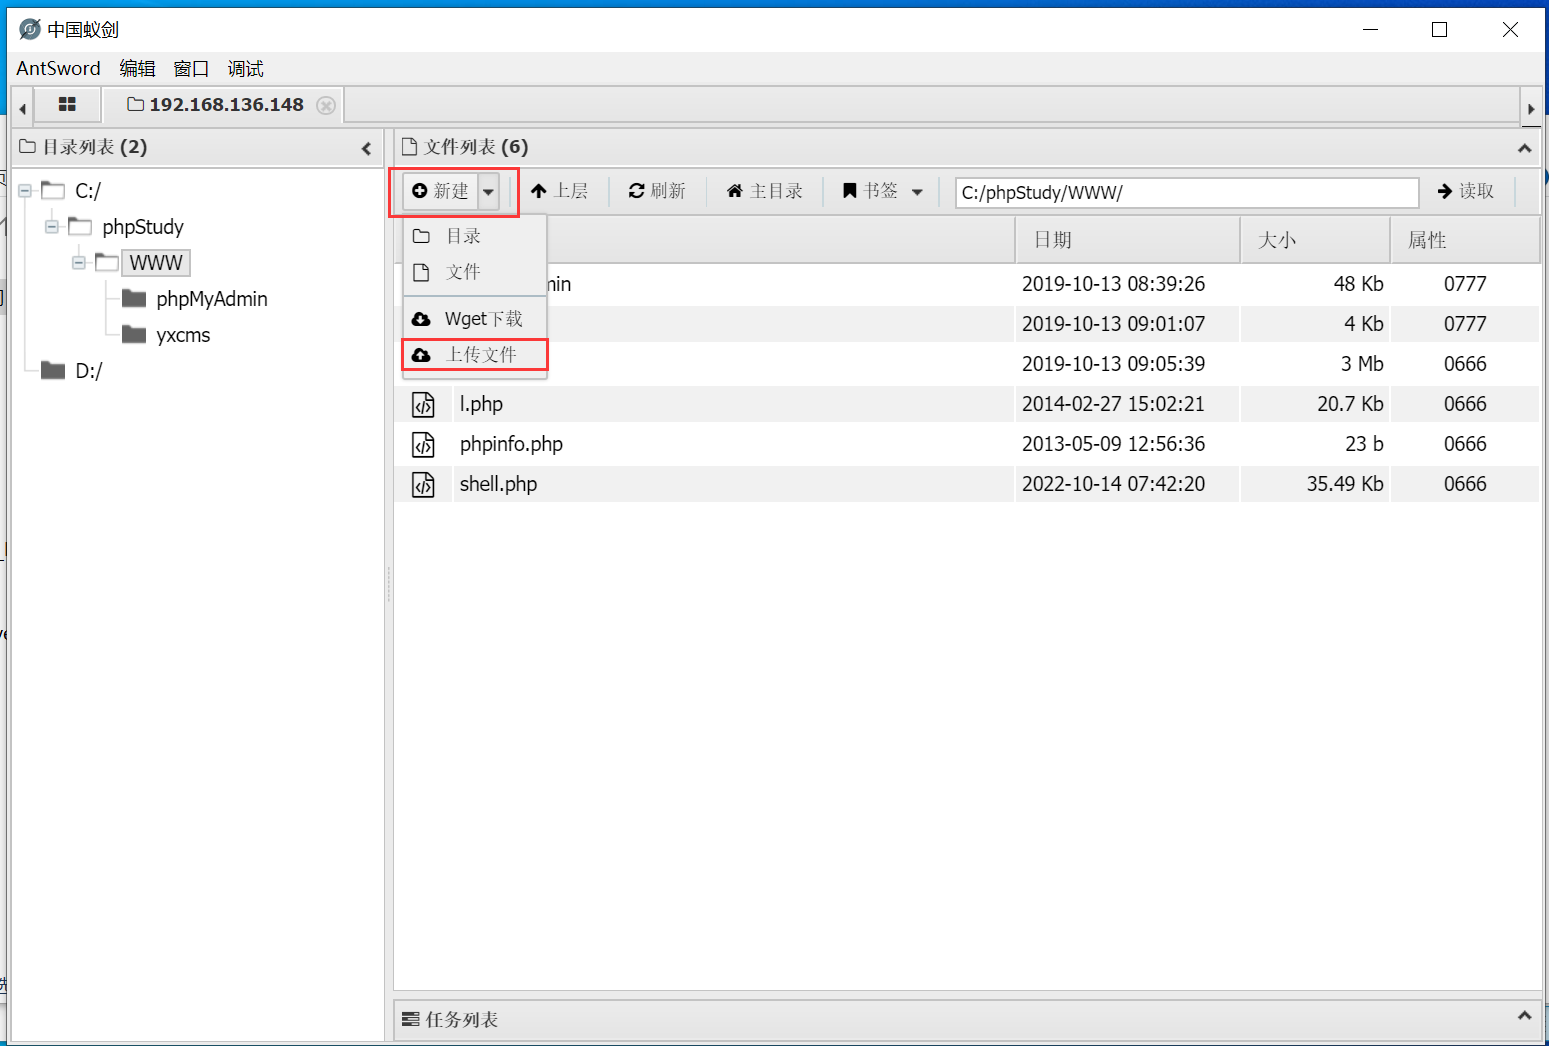 中国蚁剑
AntSword 编辑 窗口 调试
192.168.136.148
目录列表 (2)
文件列表 (6)
新建 上层 刷新 主目录 书签 C:/phpStudy/WWW/ 读取
C:/
phpStudy
WWW
phpMyAdmin
yxcms
D:/
目录
文件
Wget下载
上传文件
日期 大小 属性
min 2019-10-13 08:39:26 48 Kb 0777
2019-10-13 09:01:07 4 Kb 0777
2019-10-13 09:05:39 3 Mb 0666
l.php 2014-02-27 15:02:21 20.7 Kb 0666
phpinfo.php 2013-05-09 12:56:36 23 b 0666
shell.php 2022-10-14 07:42:20 35.49 Kb 0666
任务列表